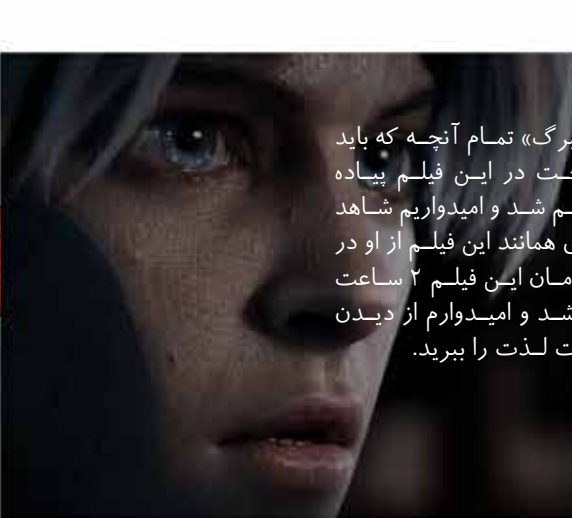 برگ» تمام آنچه که باید
در این فیلم پیاده
شد و امیدواریم شاهد
همانند این فیلم از او در
این فیلم ۲ ساعت
و امیدوارم از دیدن
لذت را ببرید.